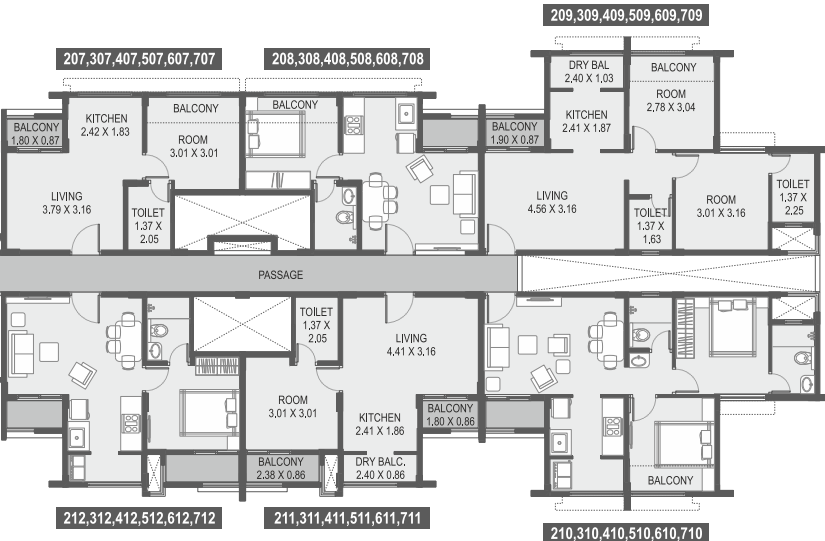 209,309,409,509,609,709
207,307,407,507,607,707
208,308,408,508,608,708
DRY BAL
2,40 X 1,03
BALCONY
ROOM
2,78 X 3,04
KITCHEN
2.41 X 1.87
BALCONY
1,80 X 0,87
KITCHEN
2.42 X 1.83
BALCONY
ROOM
3.01 X 3.01
BALCONY
BALCONY
1.90 X 0.87
LIVING
3.79 X 3.16
TOILET
1.37 X
2.05
LIVING
4.56 X 3.16
TOILET
1,37 X
1,63
ROOM
3.01 X 3.16
TOILET
1,37 X
2,25
PASSAGE
TOILET
1,37 X
2,05
LIVING
4.41 X 3.16
ROOM
3,01 X 3,01
KITCHEN
2.41 X 1.86
BALCONY
1,80 X 0,86
BALCONY
2.38 X 0.86
DRY BALC.
2.40 X 0.86
BALCONY
212,312,412,512,612,712
211,311,411,511,611,711
210,310,410,510,610,710